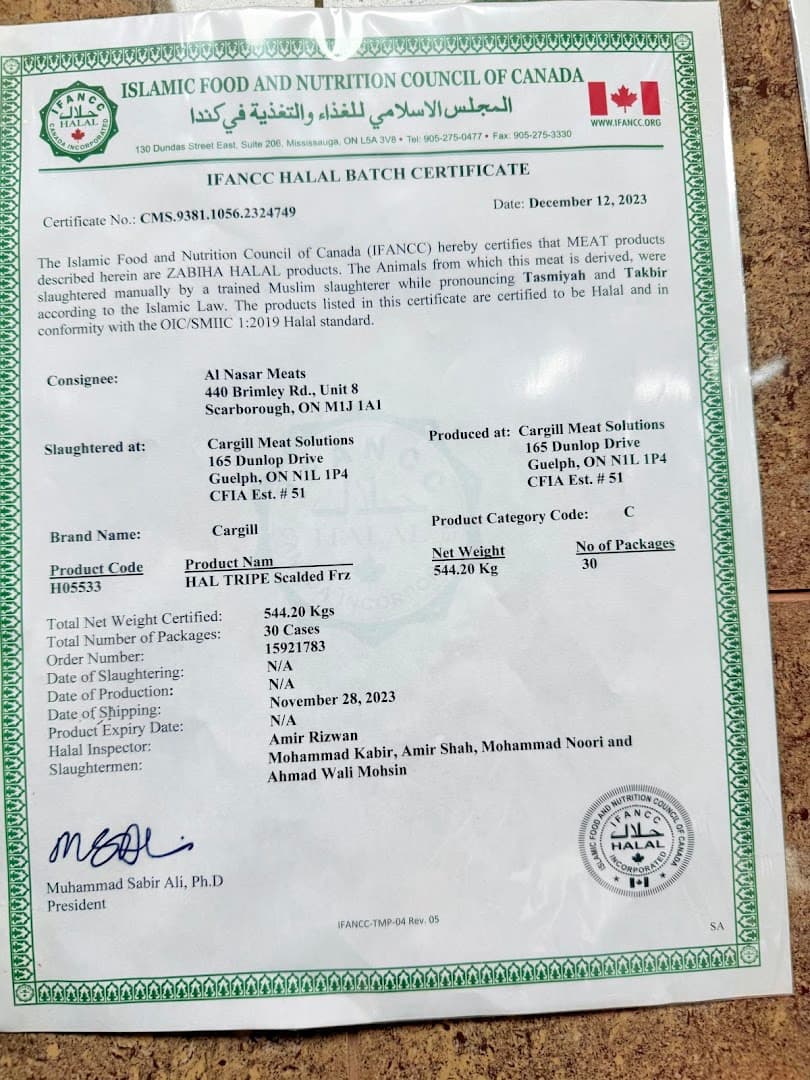 ISLAMIC FOOD AND NUTRITION COUNCIL OF CANADA
المجلس الاسلامي للغذاء والتغذية في كندا
IFANCC
حلال
HALAL
CANADA INCORPORATED
WWW.IFANCC.ORG
130 Dundas Street East, Suite 206, Mississauga, ON L5A 3V8 • Tel: 905-275-0477 • Fax: 905-275-3330
IFANCC HALAL BATCH CERTIFICATE
Certificate No.: CMS.9381.1056.2324749 Date: December 12, 2023
The Islamic Food and Nutrition Council of Canada (IFANCC) hereby certifies that MEAT products
described herein are ZABIHA HALAL products. The Animals from which this meat is derived, were
slaughtered manually by a trained Muslim slaughterer while pronouncing Tasmiyah and Takbir
according to the Islamic Law. The products listed in this certificate are certified to be Halal and in
conformity with the OIC/SMIIC 1:2019 Halal standard.
Consignee: Al Nasar Meats
440 Brimley Rd., Unit 8
Scarborough, ON M1J 1A1
Slaughtered at: Cargill Meat Solutions Produced at: Cargill Meat Solutions
165 Dunlop Drive 165 Dunlop Drive
Guelph, ON N1L 1P4 Guelph, ON N1L 1P4
CFIA Est. # 51 CFIA Est. # 51
Brand Name: Cargill Product Category Code: C
Product Code Product Nam Net Weight No of Packages
H05533 HAL TRIPE Scalded Frz 544.20 Kg 30
Total Net Weight Certified: 544.20 Kgs
Total Number of Packages: 30 Cases
Order Number: 15921783
Date of Slaughtering: N/A
Date of Production: N/A
Date of Shipping: November 28, 2023
Product Expiry Date: N/A
Halal Inspector: Amir Rizwan
Slaughtermen: Mohammad Kabir, Amir Shah, Mohammad Noori and
Ahmad Wali Mohsin
Muhammad Sabir Ali, Ph.D
President
ISLAMIC FOOD AND NUTRITION COUNCIL OF CANADA
IFANCC
حلال
HALAL
INCORPORATED
IFANCC-TMP-04 Rev. 05
SA